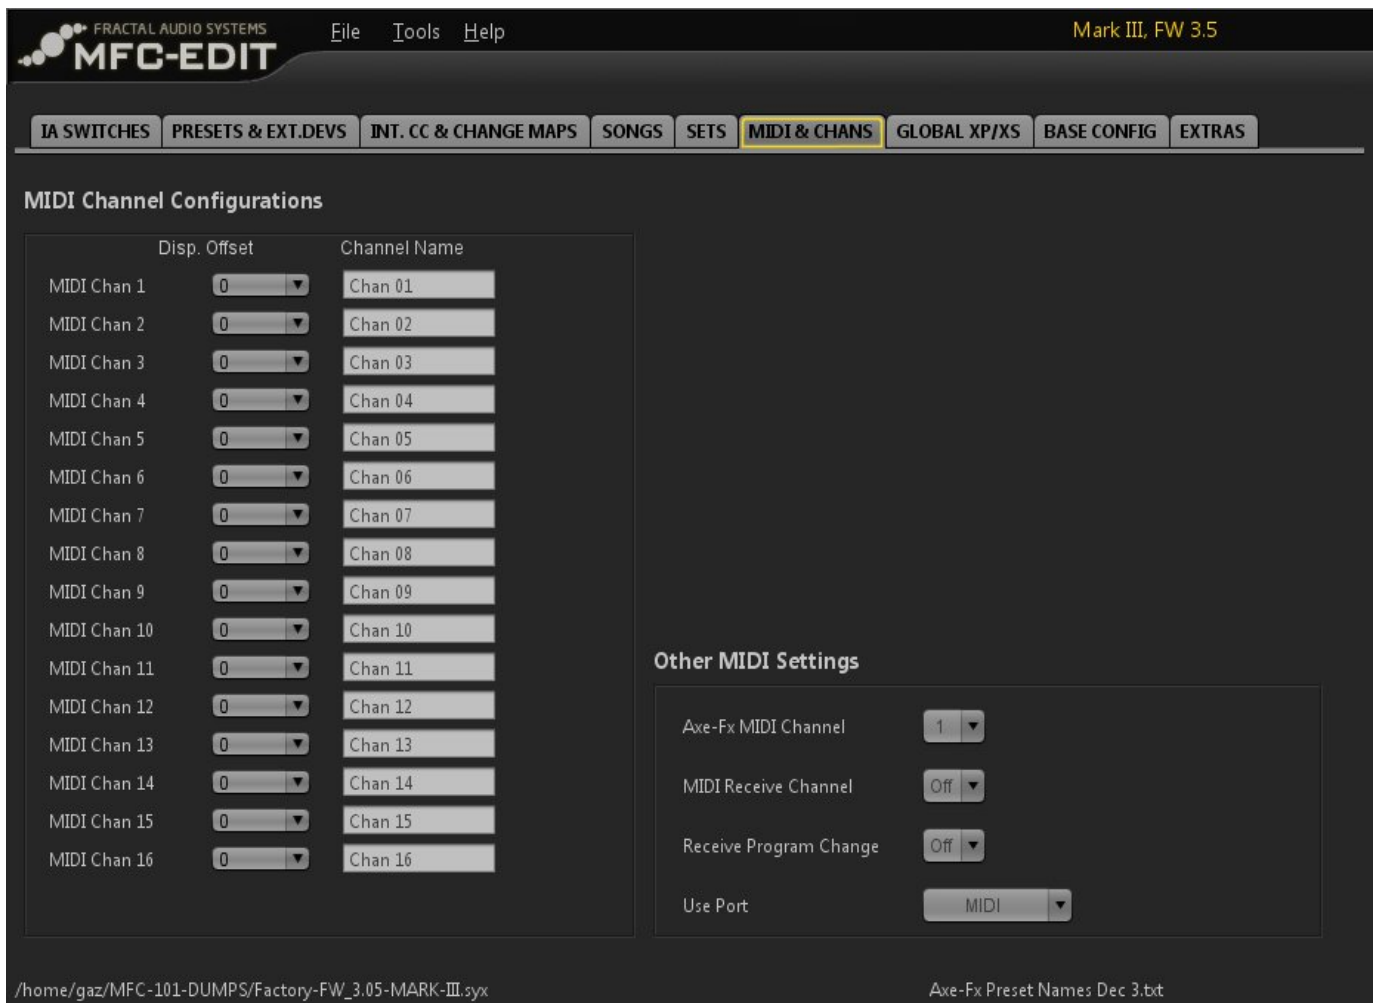 FRACTAL AUDIO SYSTEMS
MFC-EDIT
File Tools Help
Mark III, FW 3.5
IA SWITCHES PRESETS & EXT.DEVS INT. CC & CHANGE MAPS SONGS SETS MIDI & CHANS GLOBAL XP/XS BASE CONFIG EXTRAS
MIDI Channel Configurations
Disp. Offset Channel Name
MIDI Chan 1 0 Chan 01
MIDI Chan 2 0 Chan 02
MIDI Chan 3 0 Chan 03
MIDI Chan 4 0 Chan 04
MIDI Chan 5 0 Chan 05
MIDI Chan 6 0 Chan 06
MIDI Chan 7 0 Chan 07
MIDI Chan 8 0 Chan 08
MIDI Chan 9 0 Chan 09
MIDI Chan 10 0 Chan 10
MIDI Chan 11 0 Chan 11
MIDI Chan 12 0 Chan 12
MIDI Chan 13 0 Chan 13
MIDI Chan 14 0 Chan 14
MIDI Chan 15 0 Chan 15
MIDI Chan 16 0 Chan 16
Other MIDI Settings
Axe-Fx MIDI Channel 1
MIDI Receive Channel Off
Receive Program Change Off
Use Port MIDI
/home/gaz/MFC-101-DUMPS/Factory-FW_3.05-MARK-III.syx
Axe-Fx Preset Names Dec 3.txt